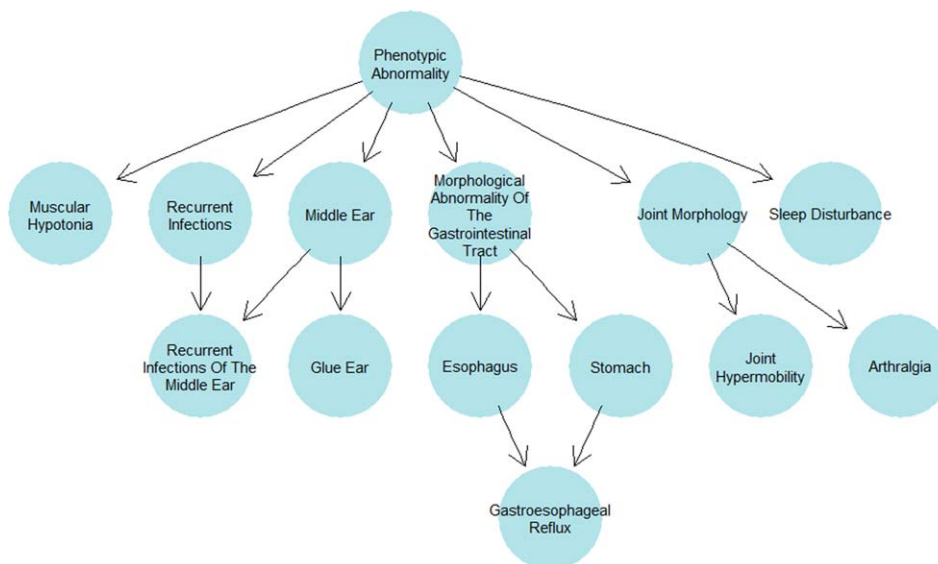 Phenotypic
Abnormality
Muscular
Hypotonia
Recurrent
Infections
Middle Ear
Morphological
Abnormality Of
The
Gastrointestinal
Tract
Joint Morphology
Sleep Disturbance
Recurrent
Infections Of The
Middle Ear
Glue Ear
Esophagus
Stomach
Joint
Hypermobility
Arthralgia
Gastroesophageal
Reflux